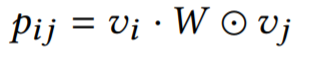 p_{ij} = v_i · W ⊙ v_j